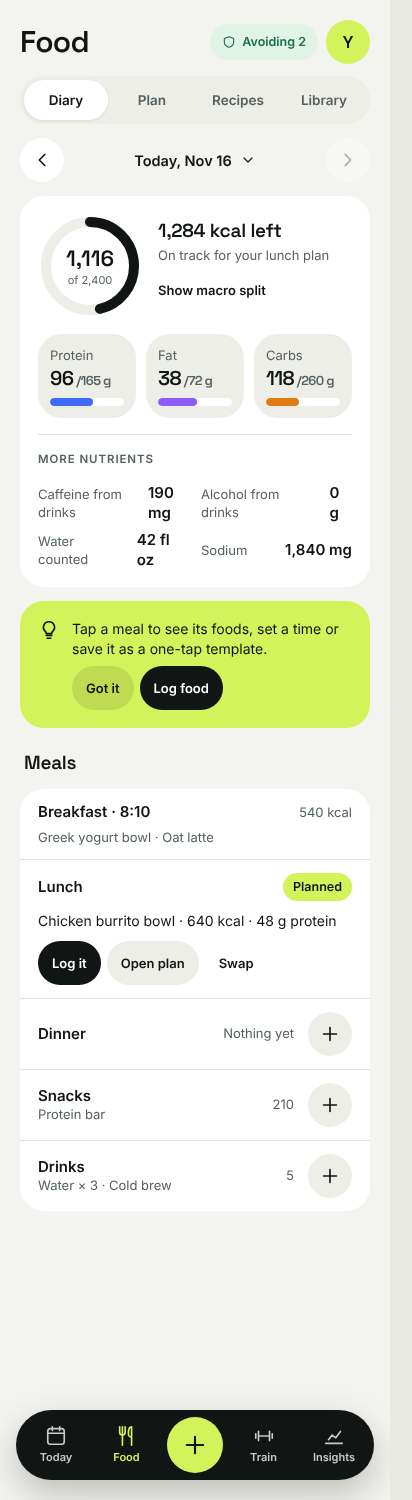 Food
Avoiding 2
Y
Diary
Plan
Recipes
Library
Today, Nov 16
1,116
of 2,400
1,284 kcal left
On track for your lunch plan
Show macro split
Protein
96 /165 g
Fat
38 /72 g
Carbs
118 /260 g
MORE NUTRIENTS
Caffeine from
drinks
190
mg
Alcohol from
drinks
0
g
Water
counted
42 fl
oz
Sodium
1,840 mg
Tap a meal to see its foods, set a time or
save it as a one-tap template.
Got it
Log food
Meals
Breakfast · 8:10
540 kcal
Greek yogurt bowl · Oat latte
Lunch
Planned
Chicken burrito bowl · 640 kcal · 48 g protein
Log it
Open plan
Swap
Dinner
Nothing yet
Snacks
Protein bar
210
Drinks
Water × 3 · Cold brew
5
Today
Food
Train
Insights